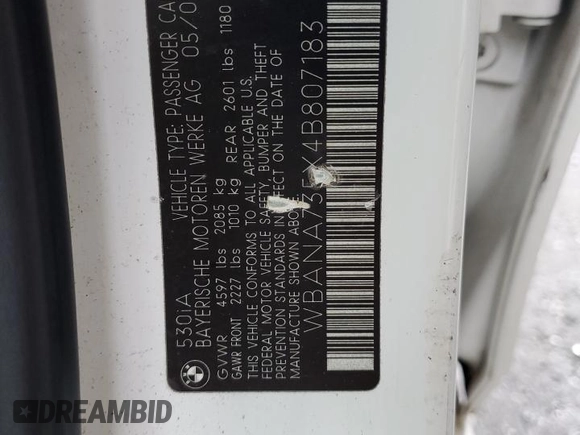 530iA VEHICLE TYPE: PASSENGER CA
BAYERISCHE MOTOREN WERKE AG 05/0
GVWR 4597 lbs 2085 kg
GAWR FRONT 2227 lbs 1010 kg REAR 2601 lbs 1180
THIS VEHICLE CONFORMS TO ALL APPLICABLE U.S.
FEDERAL MOTOR VEHICLE SAFETY, BUMPER AND THEFT
PREVENTION STANDARDS IN EFFECT ON THE DATE OF
MANUFACTURE SHOWN ABOVE
WBANA735X4B807183
DREAMBID